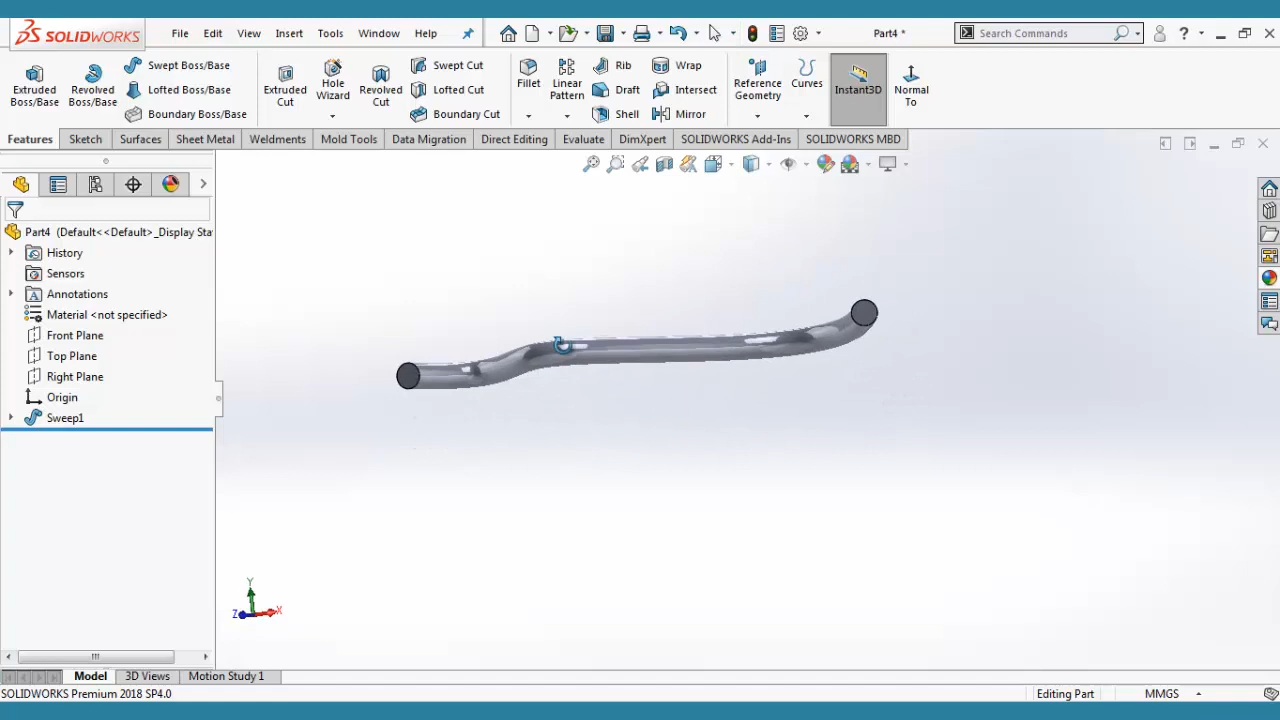 SOLIDWORKS File Edit View Insert Tools Window Help Part4 * Search Commands ?
Extruded Boss/Base
Revolved Boss/Base
Swept Boss/Base
Lofted Boss/Base
Boundary Boss/Base
Extruded Cut
Hole Wizard
Revolved Cut
Swept Cut
Lofted Cut
Boundary Cut
Fillet
Linear Pattern
Rib
Draft
Shell
Wrap
Intersect
Mirror
Reference Geometry
Curves
Instant3D
Normal To
Features Sketch Surfaces Sheet Metal Weldments Mold Tools Data Migration Direct Editing Evaluate DimXpert SOLIDWORKS Add-Ins SOLIDWORKS MBD
Part4 (Default<<Default>_Display Sta
History
Sensors
Annotations
Material <not specified>
Front Plane
Top Plane
Right Plane
Origin
Sweep1
Y
Z
X
Model 3D Views Motion Study 1
SOLIDWORKS Premium 2018 SP4.0 Editing Part MMGS